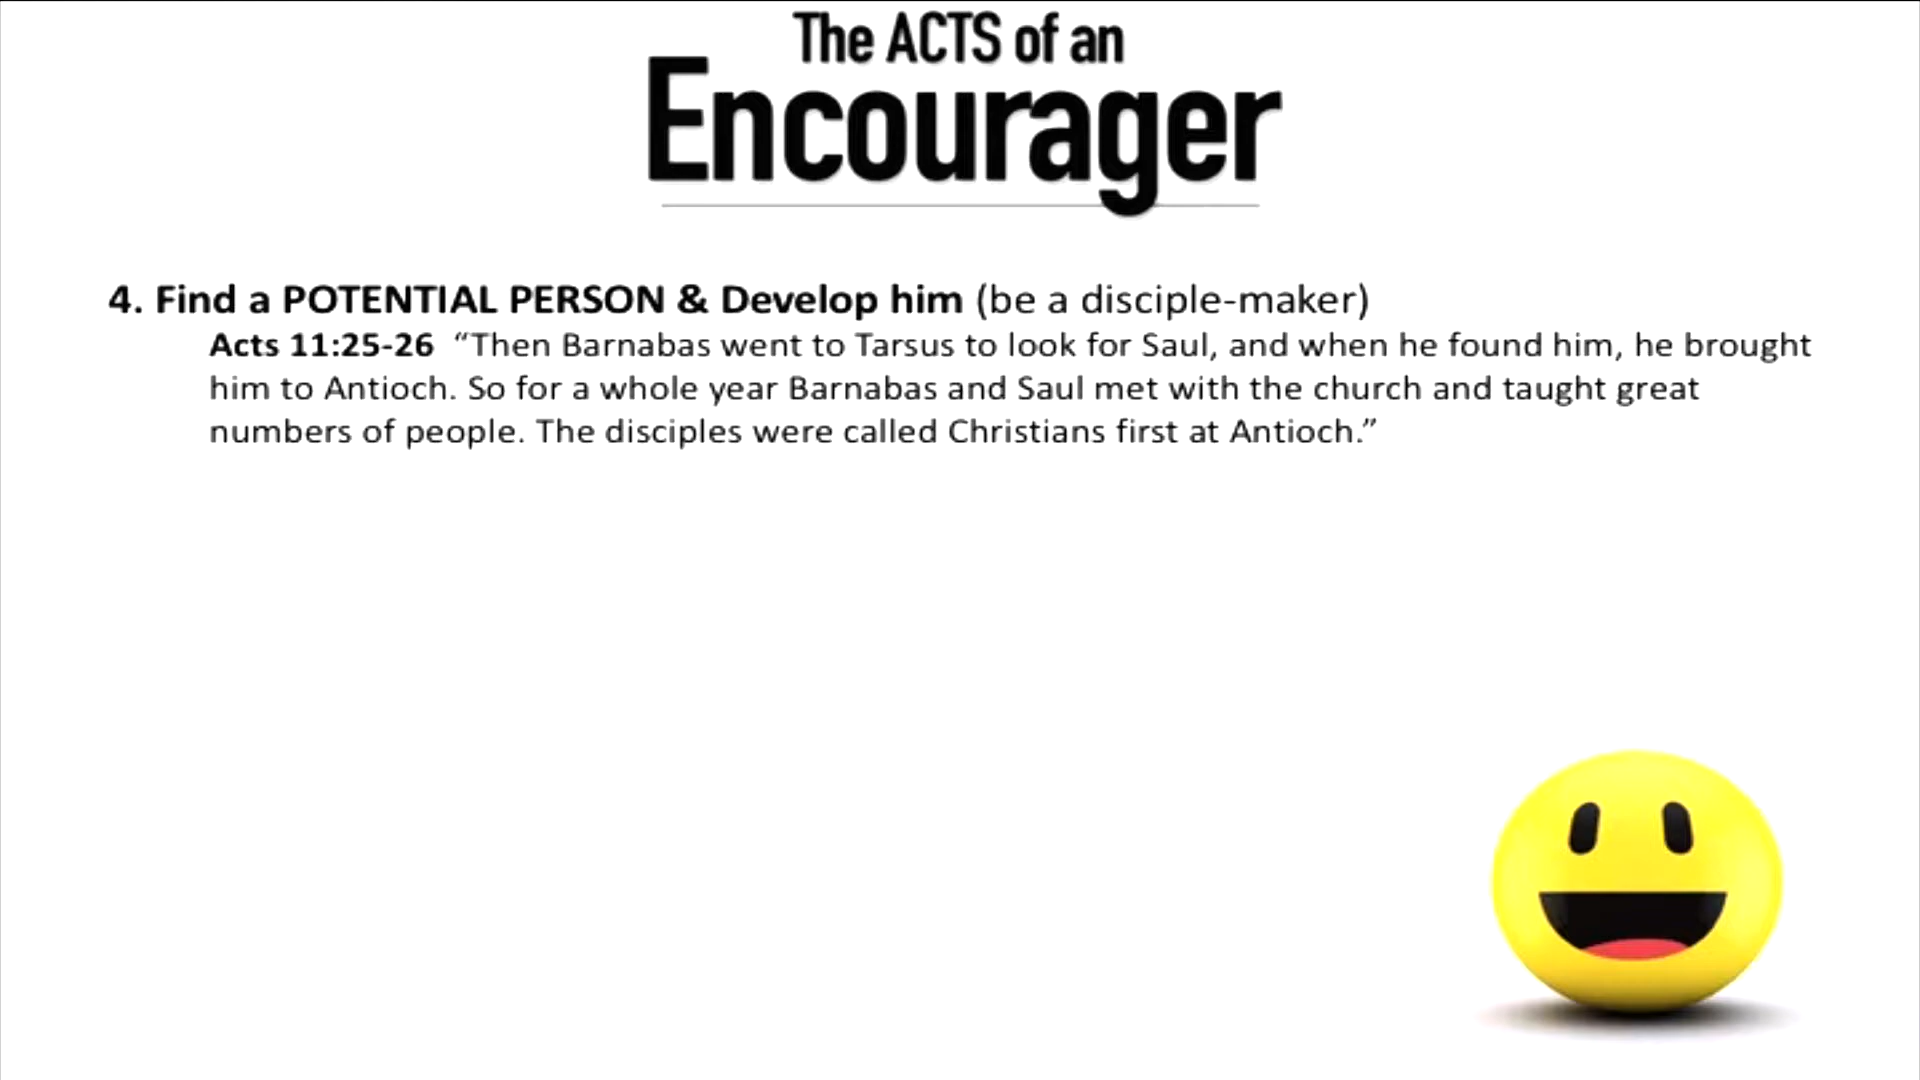 The ACTS of an
Encourager
4. Find a POTENTIAL PERSON & Develop him (be a disciple-maker)
Acts 11:25-26 “Then Barnabas went to Tarsus to look for Saul, and when he found him, he brought
him to Antioch. So for a whole year Barnabas and Saul met with the church and taught great
numbers of people. The disciples were called Christians first at Antioch.”